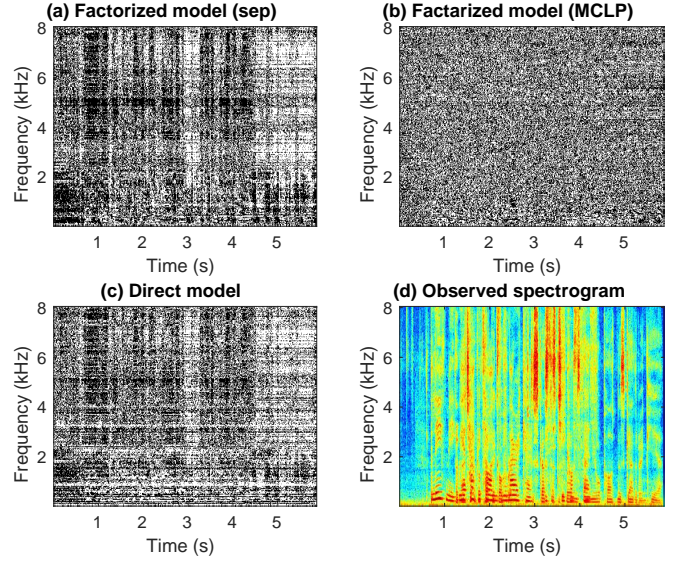 (a) Factorized model (sep)
(b) Factarized model (MCLP)
8
6
4
2
Frequency (kHz)
1 2 3 4 5
Time (s)
8
6
4
2
Frequency (kHz)
1 2 3 4 5
Time (s)
(c) Direct model
(d) Observed spectrogram
8
6
4
2
Frequency (kHz)
1 2 3 4 5
Time (s)
8
6
4
2
Frequency (kHz)
1 2 3 4 5
Time (s)